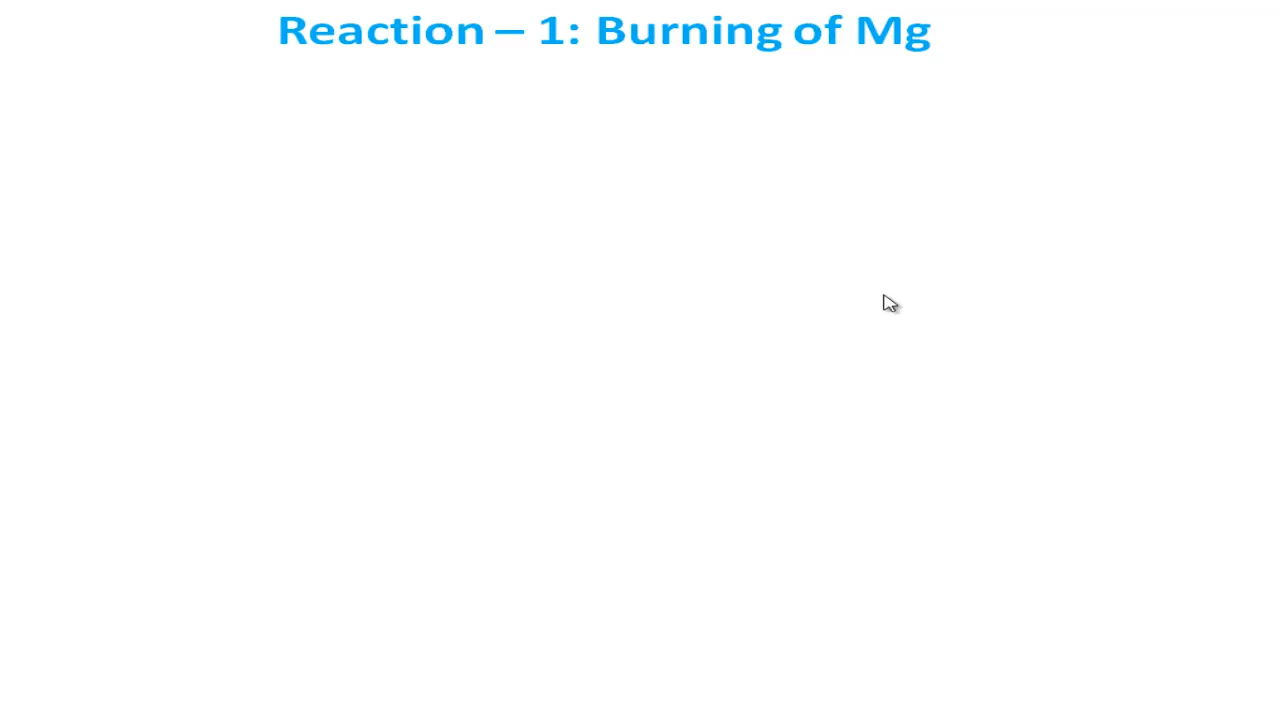 Reaction – 1: Burning of Mg